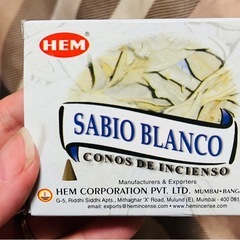 HEM
SABIO BLANCO
CONOS DE INCIENSO
Manufacturers & Exporters
HEM CORPORATION PVT. LTD. MUMBAI
G-5, Riddhi Siddhi Apts., Mithaghar 'X' Road, Mulund (E), Mumbai - 400 081
email: exports@hemincense.com